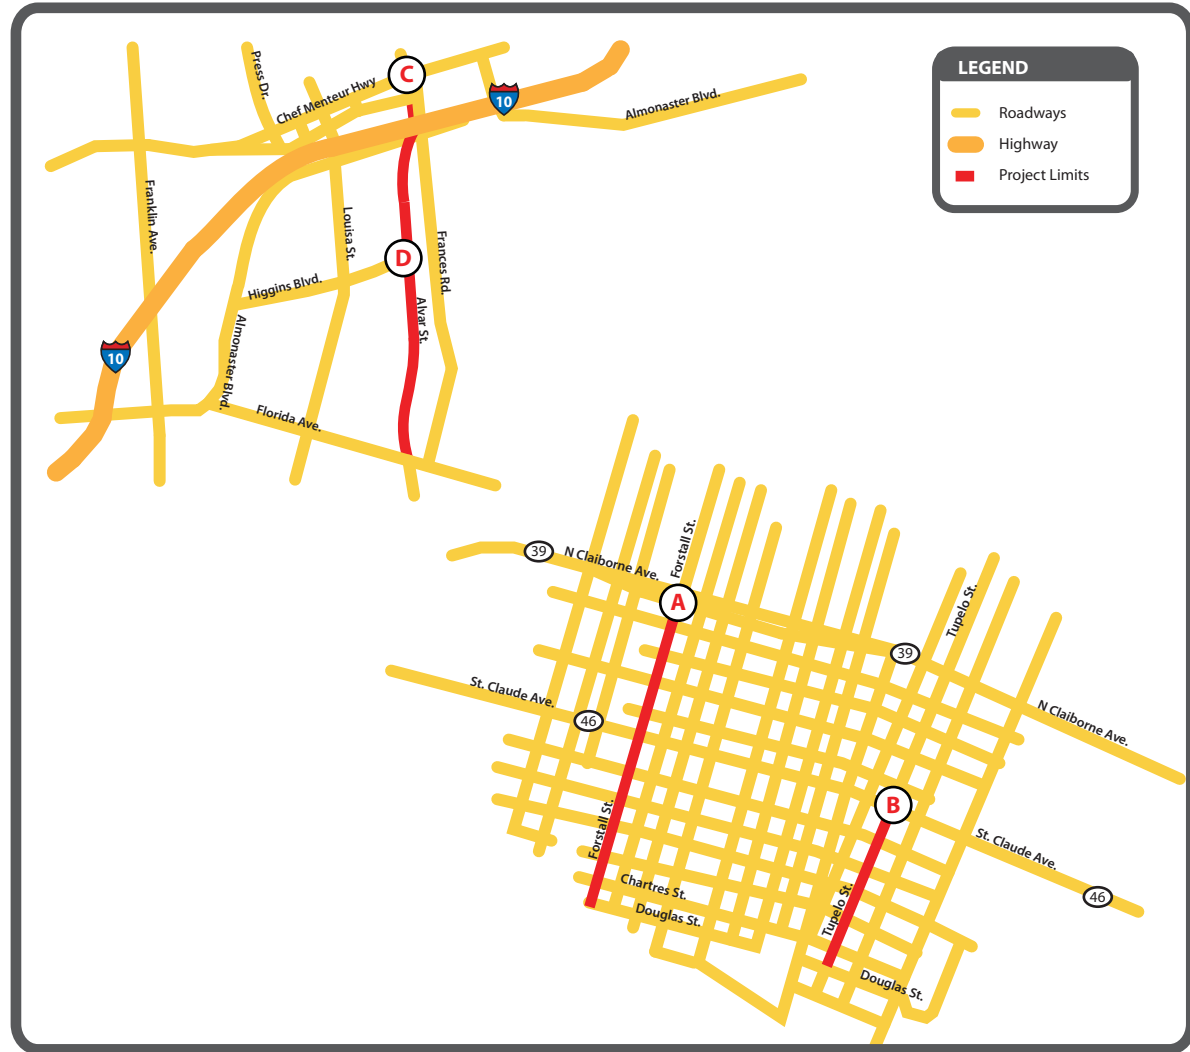 LEGEND
Roadways
Highway
Project Limits
Press Dr.
Chef Menteur Hwy
C
10
Almonaster Blvd.
Franklin Ave.
Louisa St.
Frances Rd.
D
Higgins Blvd.
Alvar St.
10
Almonaster Blvd.
Florida Ave.
39
N Claiborne Ave.
Forstall St.
A
Tupelo St.
39
St. Claude Ave.
46
N Claiborne Ave.
B
Forstall St.
St. Claude Ave.
46
Chartres St.
Tupelo St.
Douglas St.
Douglas St.